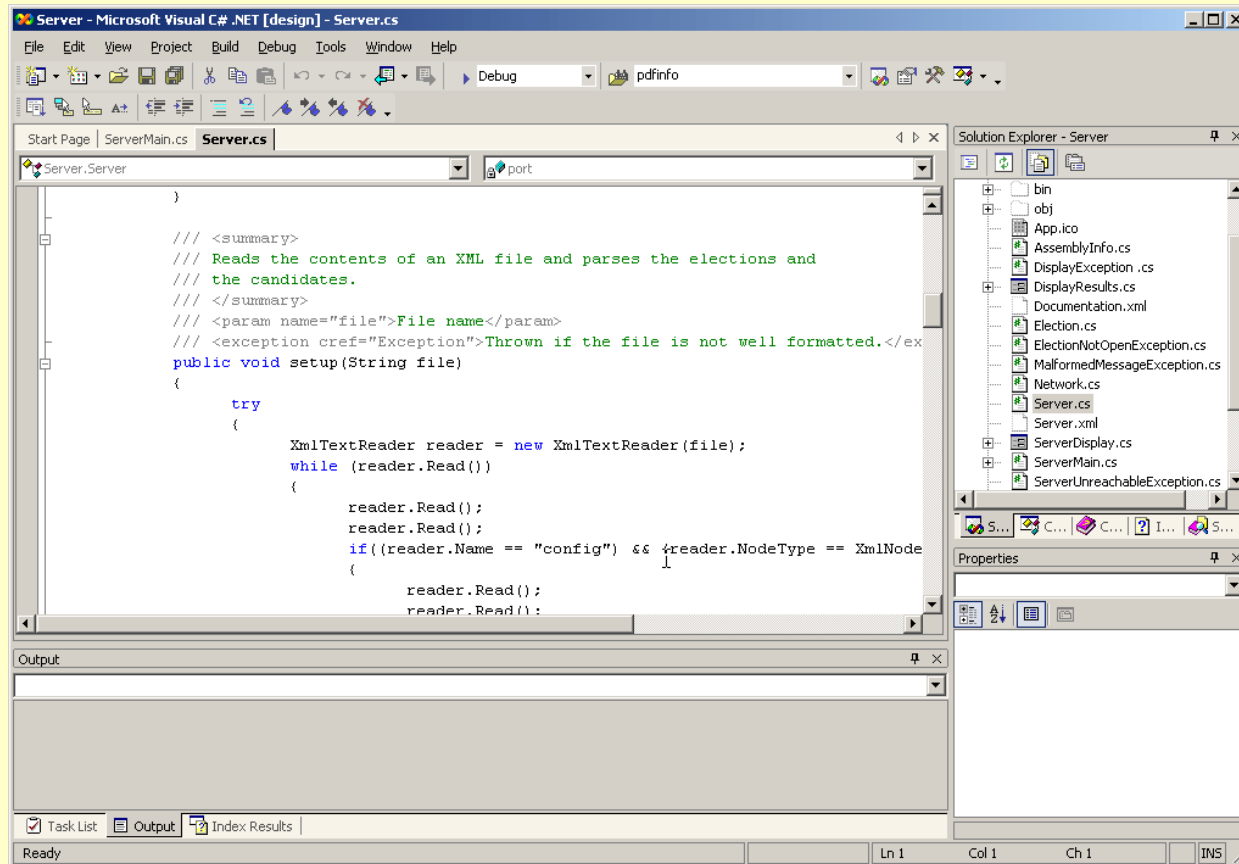 Server - Microsoft Visual C# .NET [design] - Server.cs
File Edit View Project Build Debug Tools Window Help
Debug pdfinfo
Start Page ServerMain.cs Server.cs
Server.Server port
}
/// <summary>
/// Reads the contents of an XML file and parses the elections and
/// the candidates.
/// </summary>
/// <param name="file">File name</param>
/// <exception cref="Exception">Thrown if the file is not well formatted.</ex
public void setup(String file)
{
try
{
XmlTextReader reader = new XmlTextReader(file);
while (reader.Read())
{
reader.Read();
reader.Read();
if((reader.Name == "config") && (reader.NodeType == XmlNode
{
reader.Read();
reader.Read();
Solution Explorer - Server
bin
obj
App.ico
AssemblyInfo.cs
DisplayException .cs
DisplayResults.cs
Documentation.xml
Election.cs
ElectionNotOpenException.cs
MalformedMessageException.cs
Network.cs
Server.cs
Server.xml
ServerDisplay.cs
ServerMain.cs
ServerUnreachableException.cs
S... C... C... I... S...
Properties
Output
Task List Output Index Results
Ready Ln 1 Col 1 Ch 1 INS